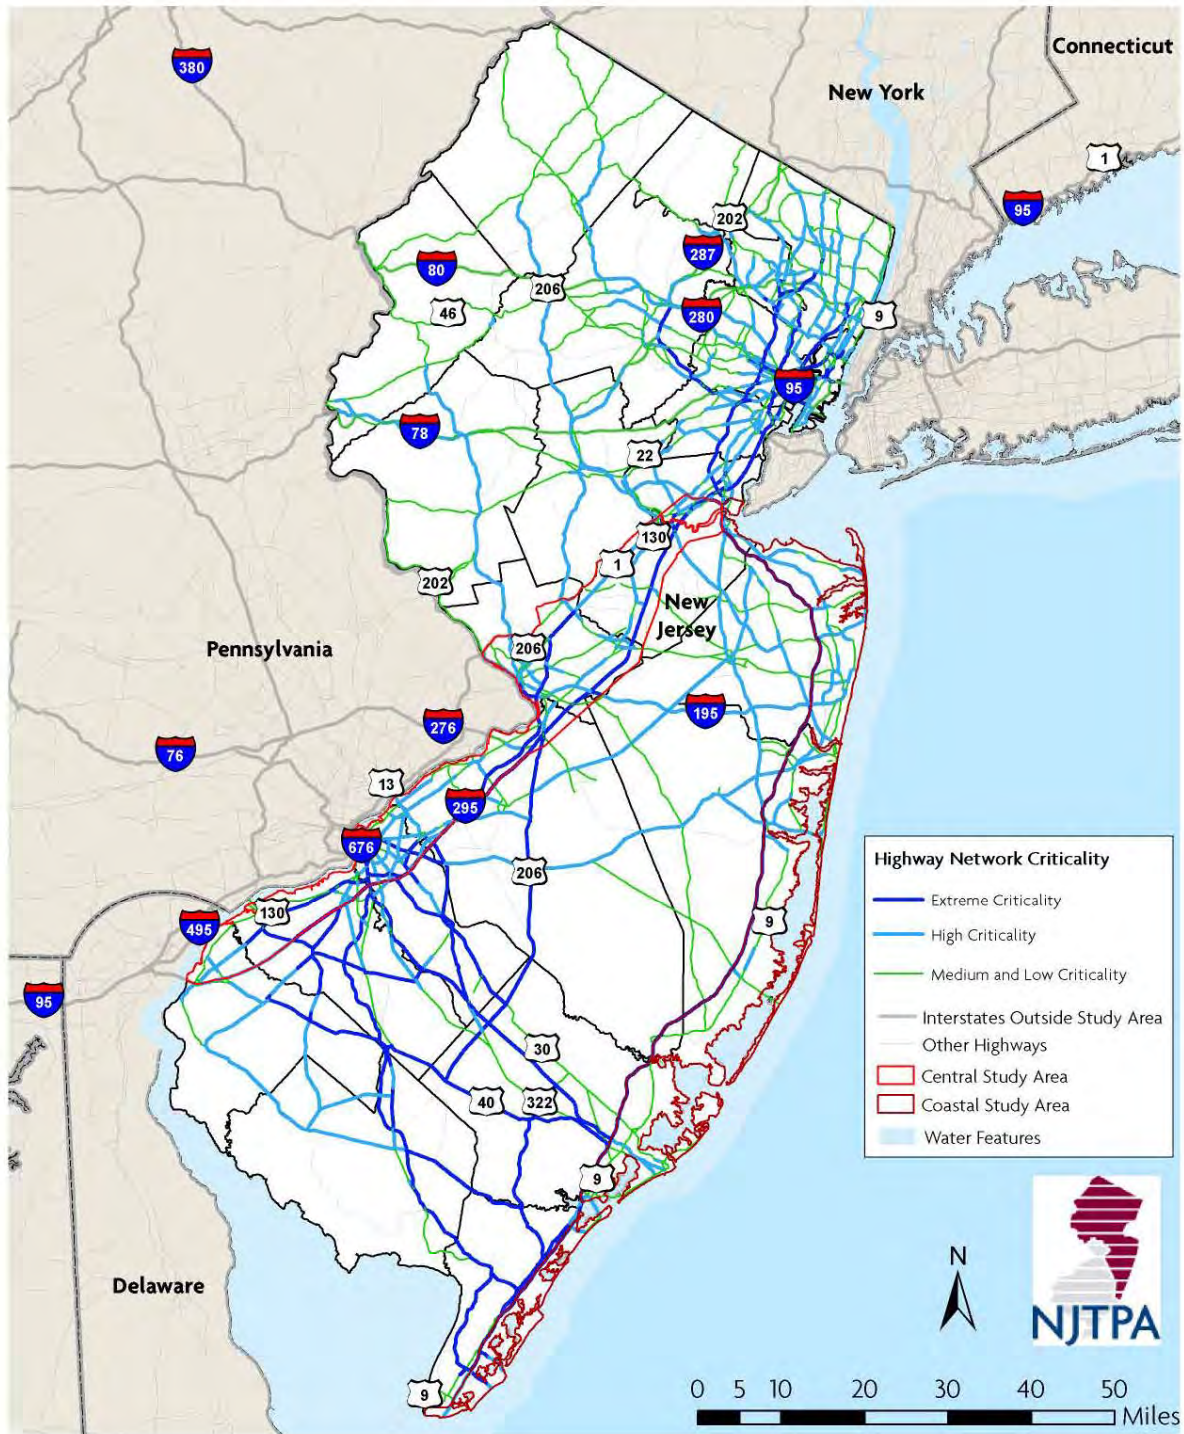 Connecticut
380
New York
1
95
202
287
80
206
46
280
9
95
78
22
130
1
202
New
Jersey
206
Pennsylvania
195
276
76
13
295
676
206
130
9
495
95
30
40
322
9
Delaware
9
Highway Network Criticality
Extreme Criticality
High Criticality
Medium and Low Criticality
Interstates Outside Study Area
Other Highways
Central Study Area
Coastal Study Area
Water Features
N
NJTPA
0 5 10 20 30 40 50
Miles